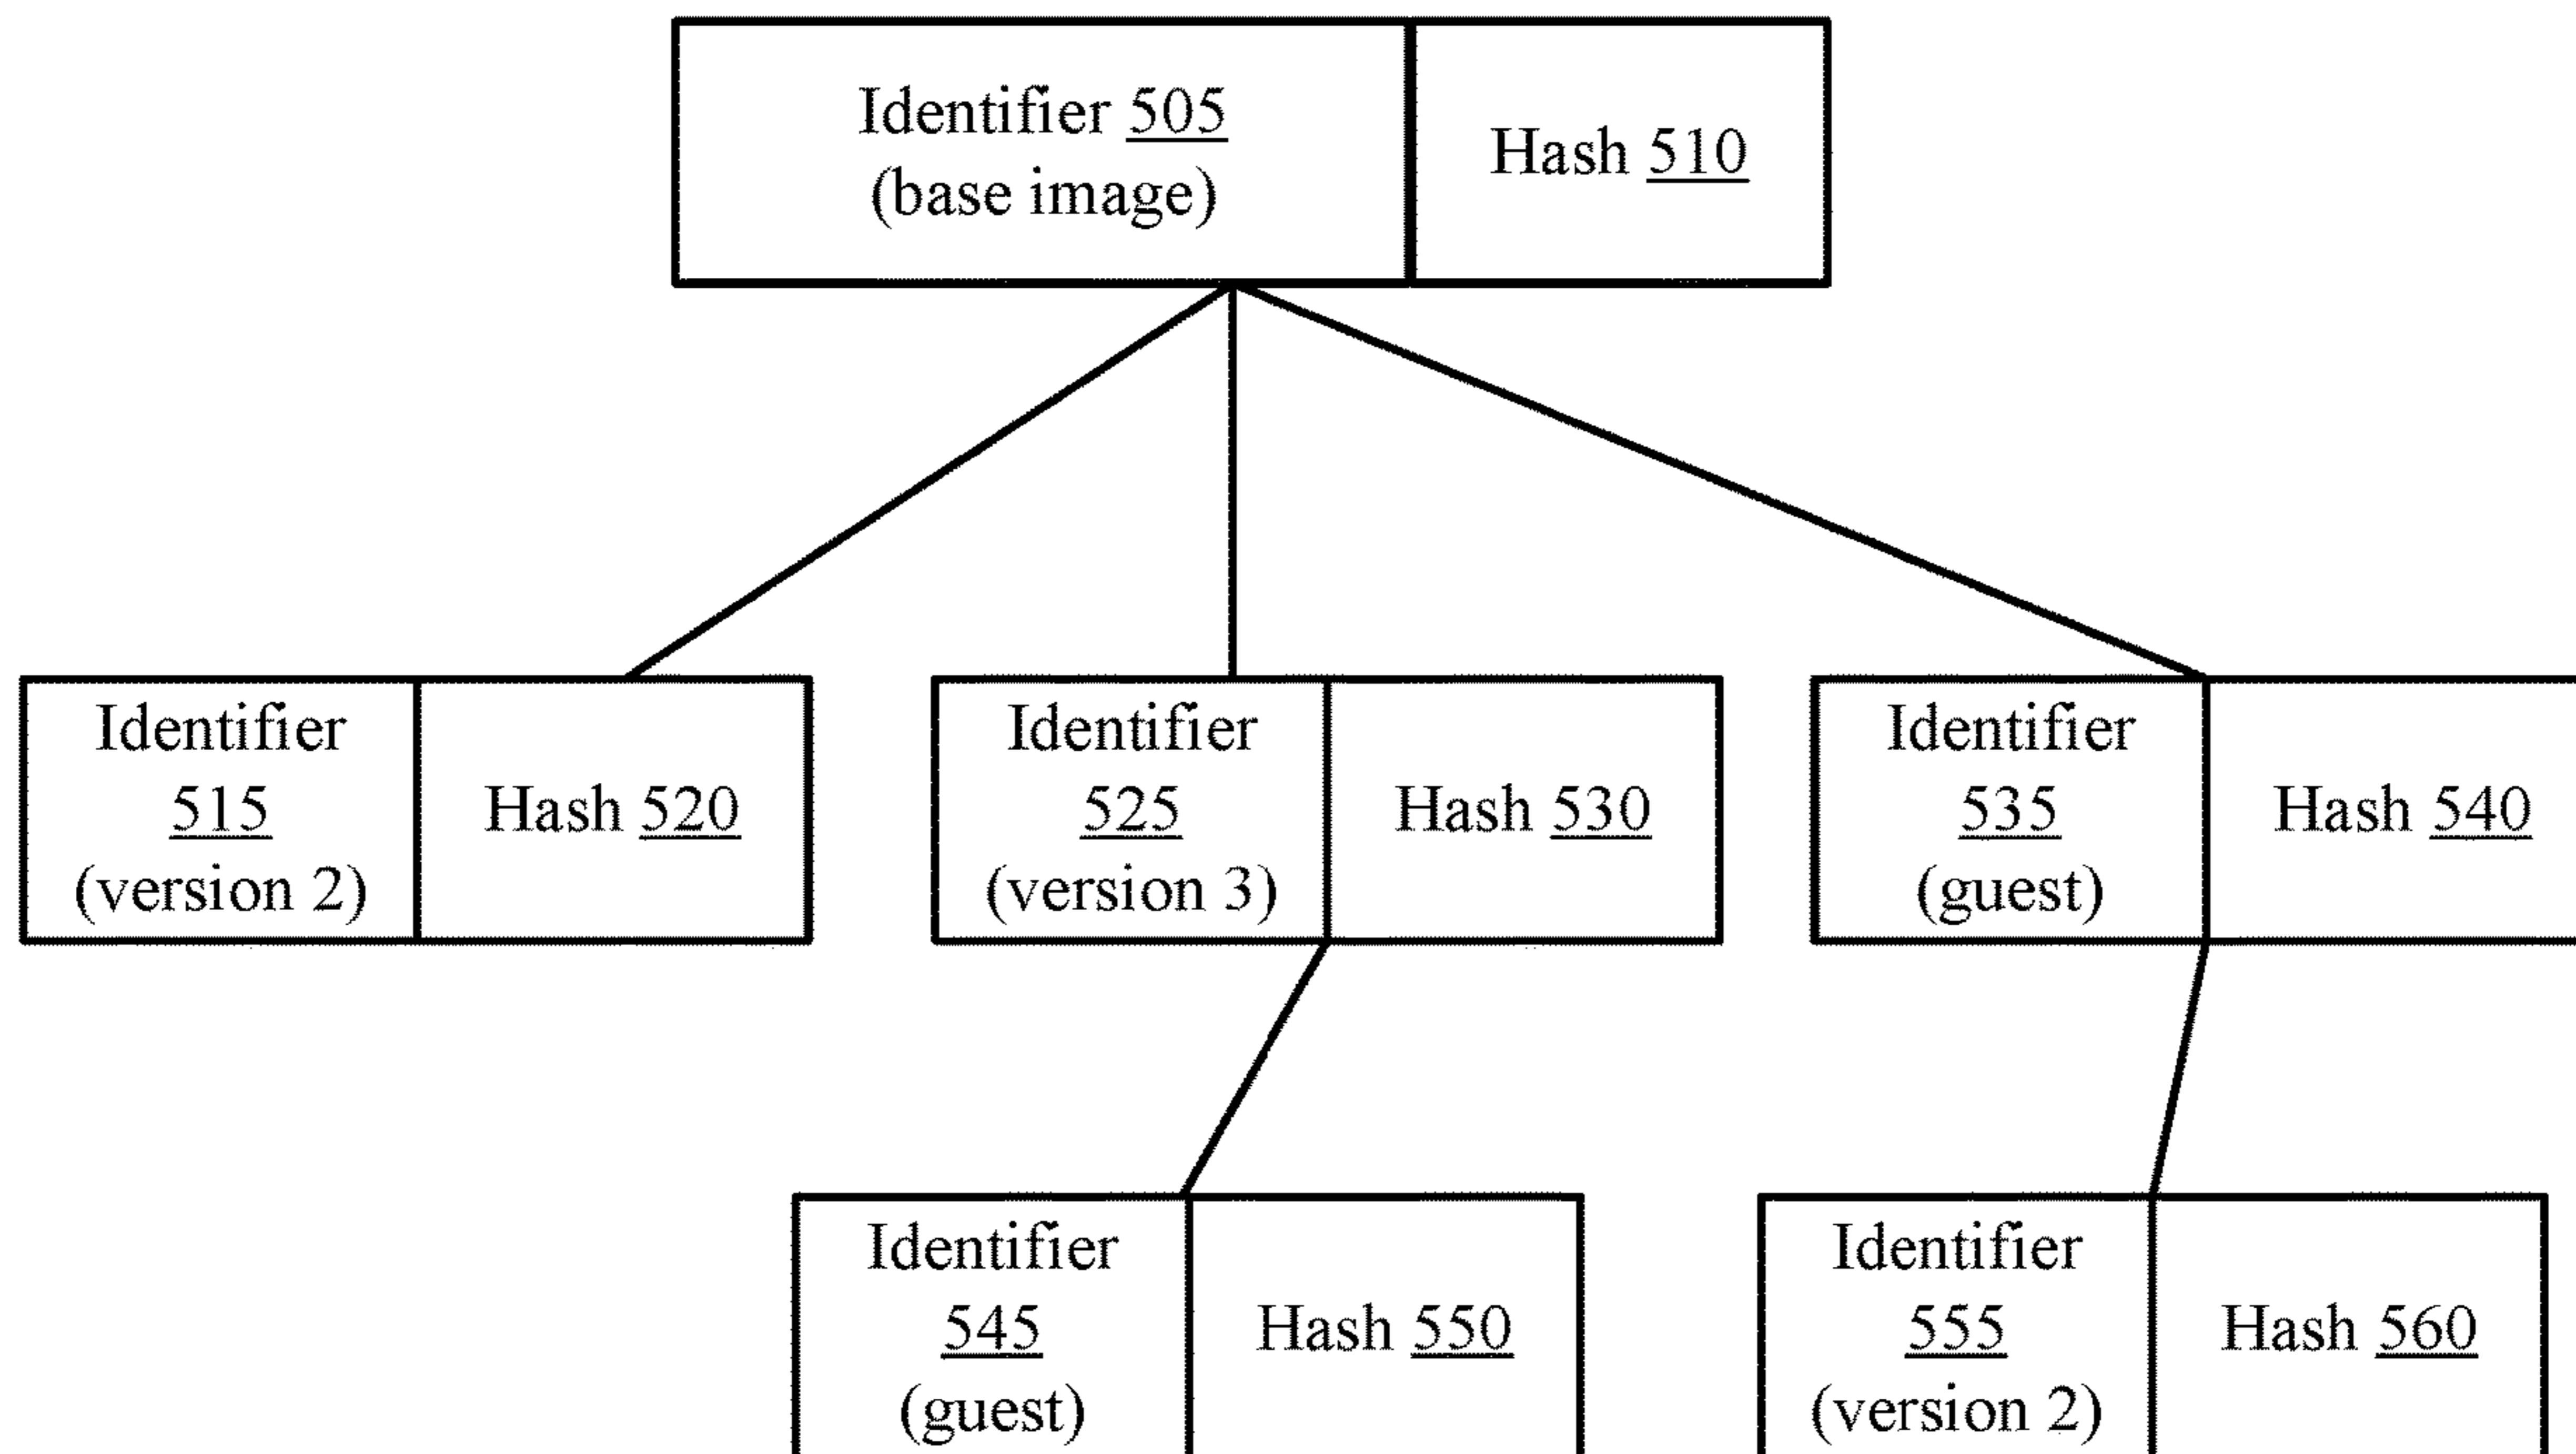 Identifier 505
(base image)
Hash 510
Identifier
515
(version 2)
Hash 520
Identifier
525
(version 3)
Hash 530
Identifier
535
(guest)
Hash 540
Identifier
545
(guest)
Hash 550
Identifier
555
(version 2)
Hash 560